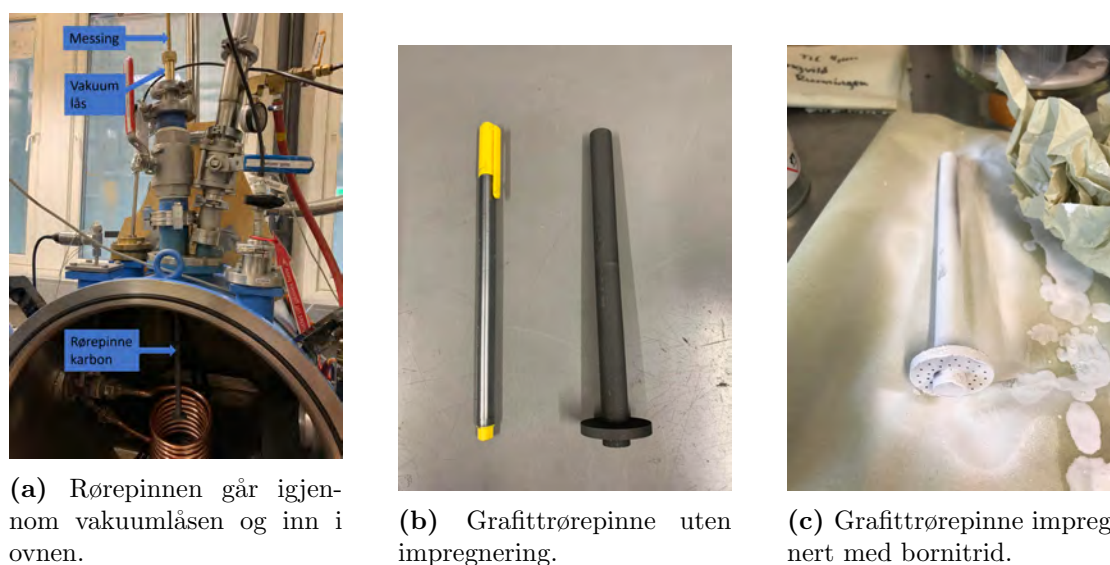 Messing
Vakuum
lås
Rørepinne
karbon
(a) Rørepinnen går igjen-
nom vakuumlåsen og inn i
ovnen.
(b) Grafittrørepinne uten
impregnering.
(c) Grafittrørepinne impreg
nert med bornitrid.